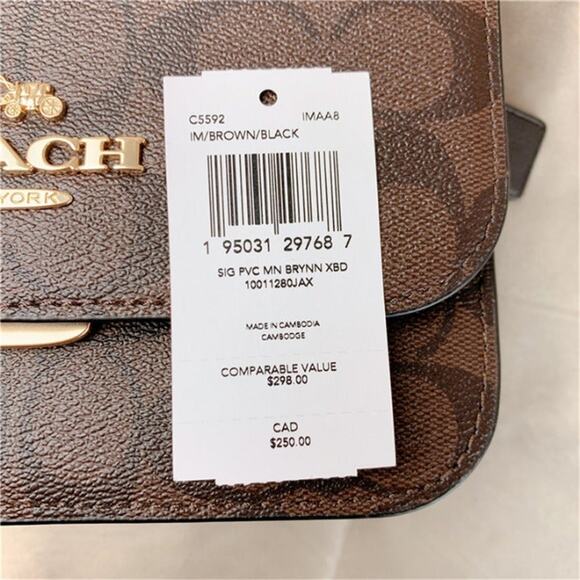 ACH
YORK
C5592 IMAA8
IM/BROWN/BLACK
1 95031 29768 7
SIG PVC MN BRYNN XBD
10011280JAX
MADE IN CAMBODIA
CAMBODGE
COMPARABLE VALUE
$298.00
CAD
$250.00